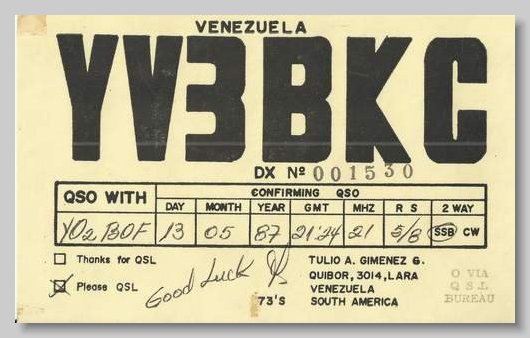 VENEZUELA
YV3BKC
DX Nº 001530
QSO WITH
CONFIRMING QSO
DAY MONTH YEAR GMT MHZ R S 2 WAY
YO2BOF 13 05 87 21:24 21 5/8 SSB CW
Thanks for QSL
Please QSL
Good Luck
73'S
TULIO A. GIMENEZ G.
QUIBOR, 3014, LARA
VENEZUELA
SOUTH AMERICA
O VIA
Q S L
BUREAU